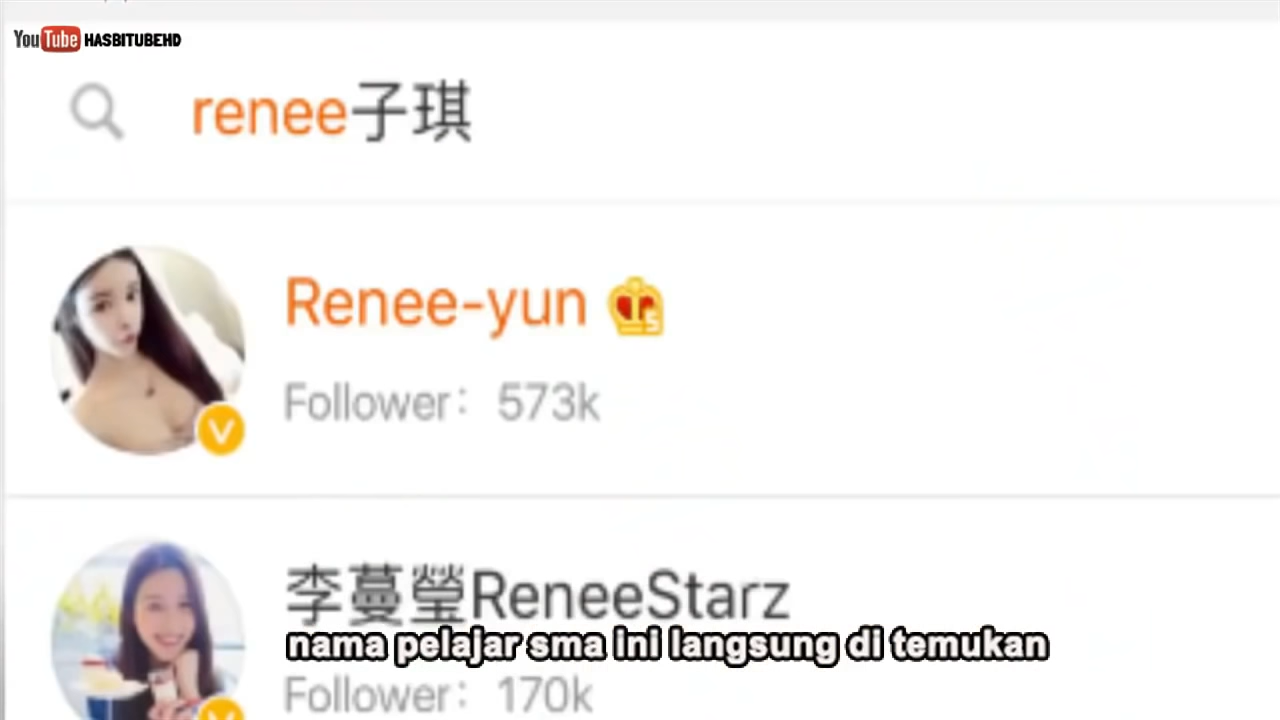 YouTube HASBITUBEHD
renee子琪
Renee-yun
Follower: 573k
李蔓瑩ReneeStarz
nama pelajar sma ini langsung di temukan
Follower: 170k